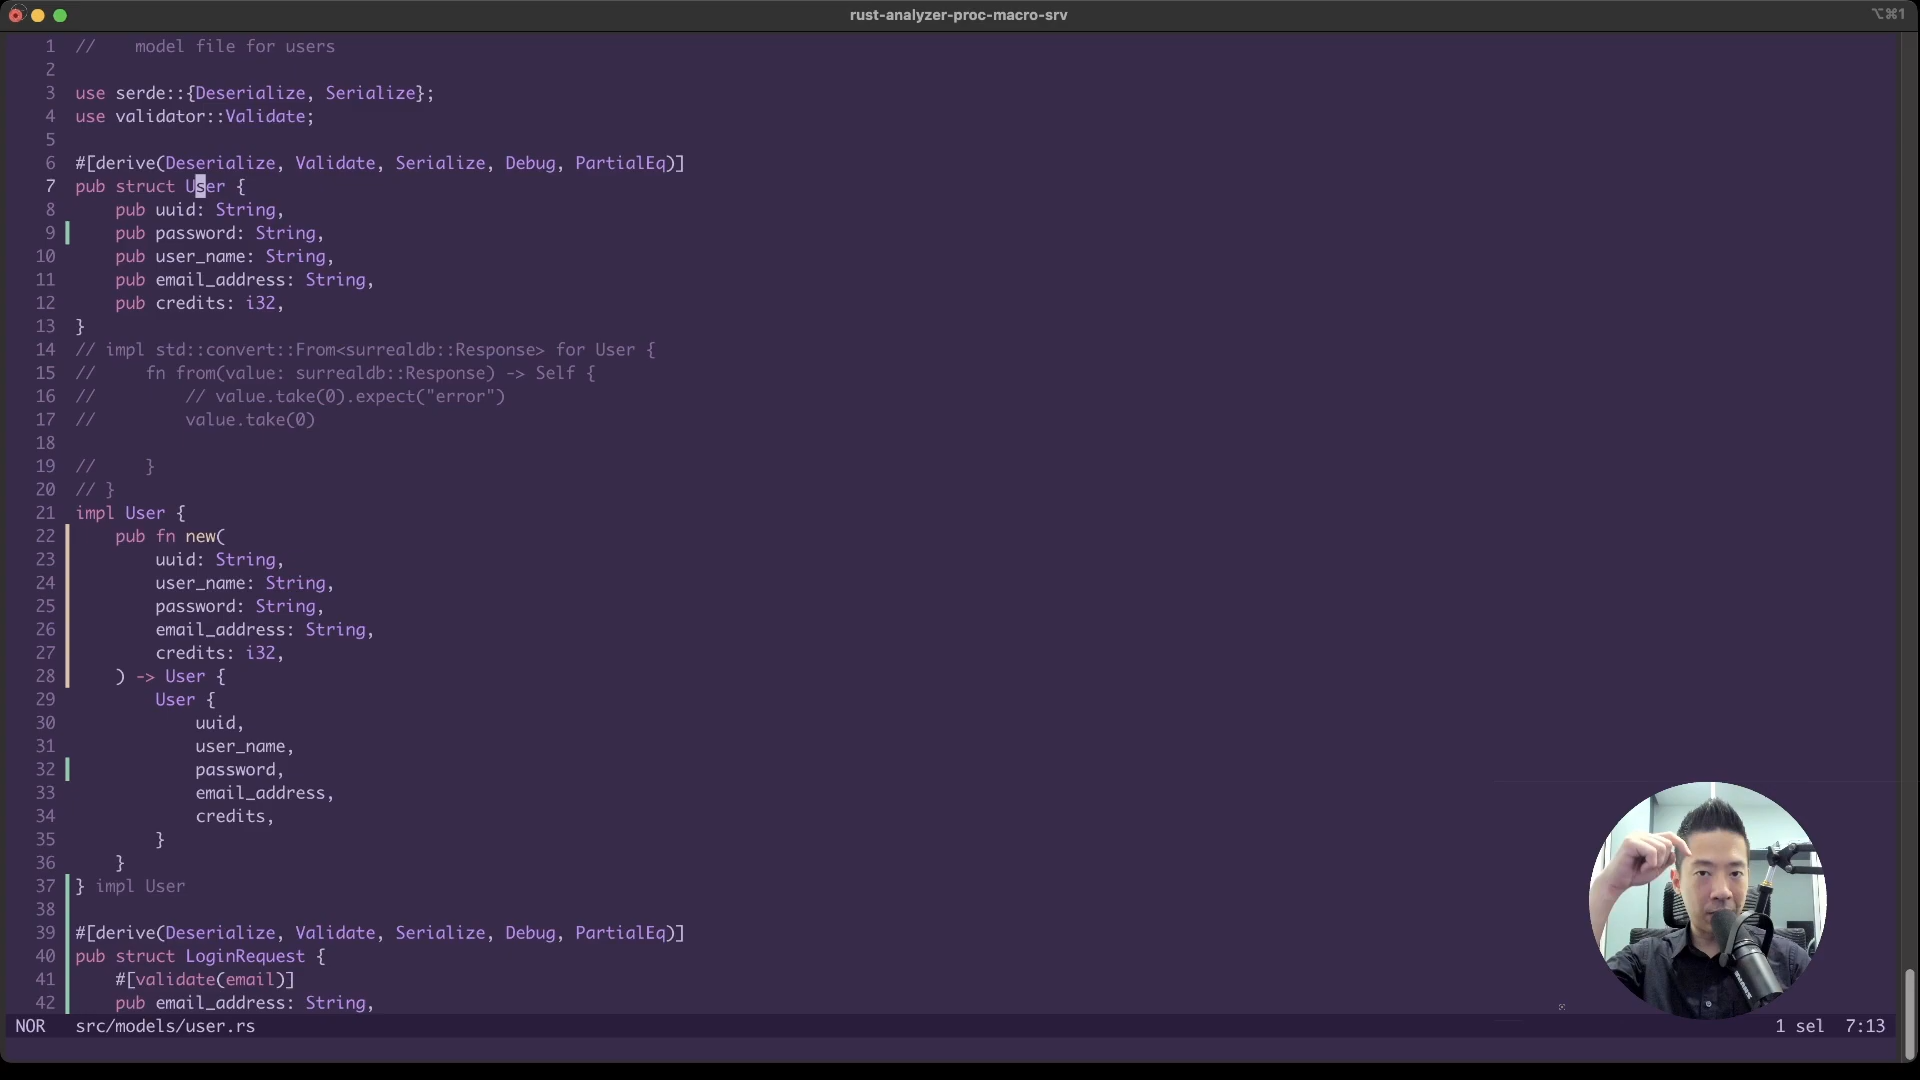 rust-analyzer-proc-macro-srv
⌥⌘1
1 // model file for users
2
3 use serde::{Deserialize, Serialize};
4 use validator::Validate;
5
6 #[derive(Deserialize, Validate, Serialize, Debug, PartialEq)]
7 pub struct User {
8 pub uuid: String,
9 pub password: String,
10 pub user_name: String,
11 pub email_address: String,
12 pub credits: i32,
13 }
14 // impl std::convert::From<surrealdb::Response> for User {
15 // fn from(value: surrealdb::Response) -> Self {
16 // // value.take(0).expect("error")
17 // value.take(0)
18
19 // }
20 // }
21 impl User {
22 pub fn new(
23 uuid: String,
24 user_name: String,
25 password: String,
26 email_address: String,
27 credits: i32,
28 ) -> User {
29 User {
30 uuid,
31 user_name,
32 password,
33 email_address,
34 credits,
35 }
36 }
37 } impl User
38
39 #[derive(Deserialize, Validate, Serialize, Debug, PartialEq)]
40 pub struct LoginRequest {
41 #[validate(email)]
42 pub email_address: String,
NOR src/models/user.rs 1 sel 7:13